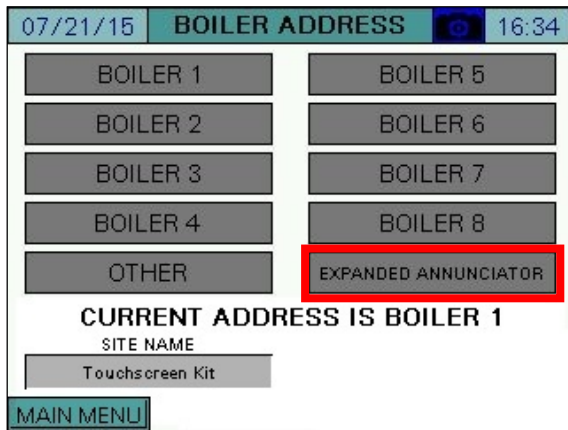 07/21/15 BOILER ADDRESS 16:34
BOILER 1 BOILER 5
BOILER 2 BOILER 6
BOILER 3 BOILER 7
BOILER 4 BOILER 8
OTHER EXPANDED ANNUNCIATOR
CURRENT ADDRESS IS BOILER 1
SITE NAME
Touchscreen Kit
MAIN MENU